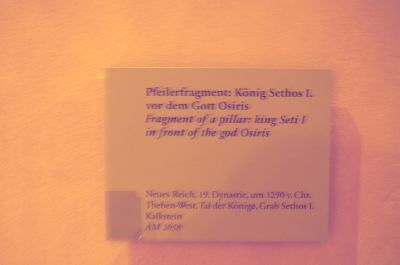 Pfeilerfragment: König Sethos I.
vor dem Gott Osiris
Fragment of a pillar: king Seti I
in front of the god Osiris
Neues Reich, 19. Dynastie, um 1290 v. Chr.
Theben-West, Tal der Könige, Grab Sethos I.
Kalkstein
ÄM 2058